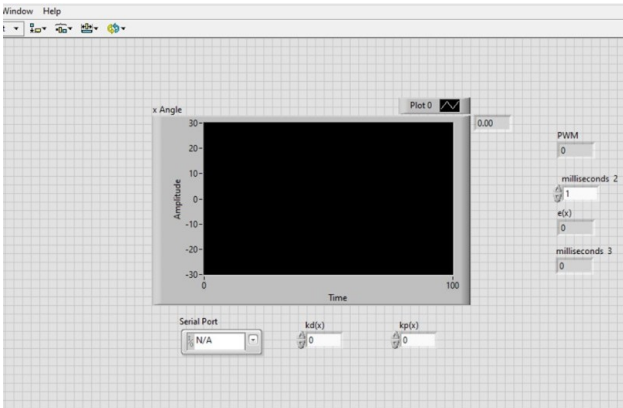 Window Help
x Angle
Plot 0
0.00
30
20
10
0
-10
-20
-30
Amplitude
0
100
Time
PWM
0
milliseconds 2
1
e(x)
0
milliseconds 3
0
Serial Port
N/A
kd(x)
0
kp(x)
0